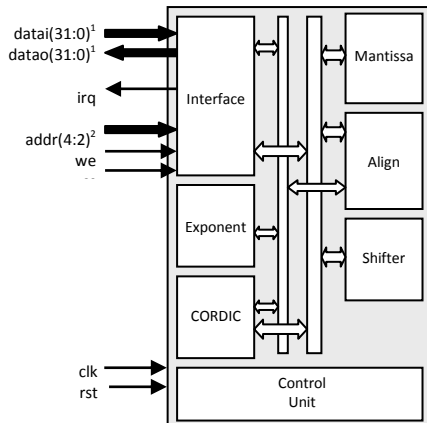 datai(31:0)¹
datao(31:0)¹
irq
addr(4:2)²
we
clk
rst
Interface
Exponent
CORDIC
Mantissa
Align
Shifter
Control
Unit